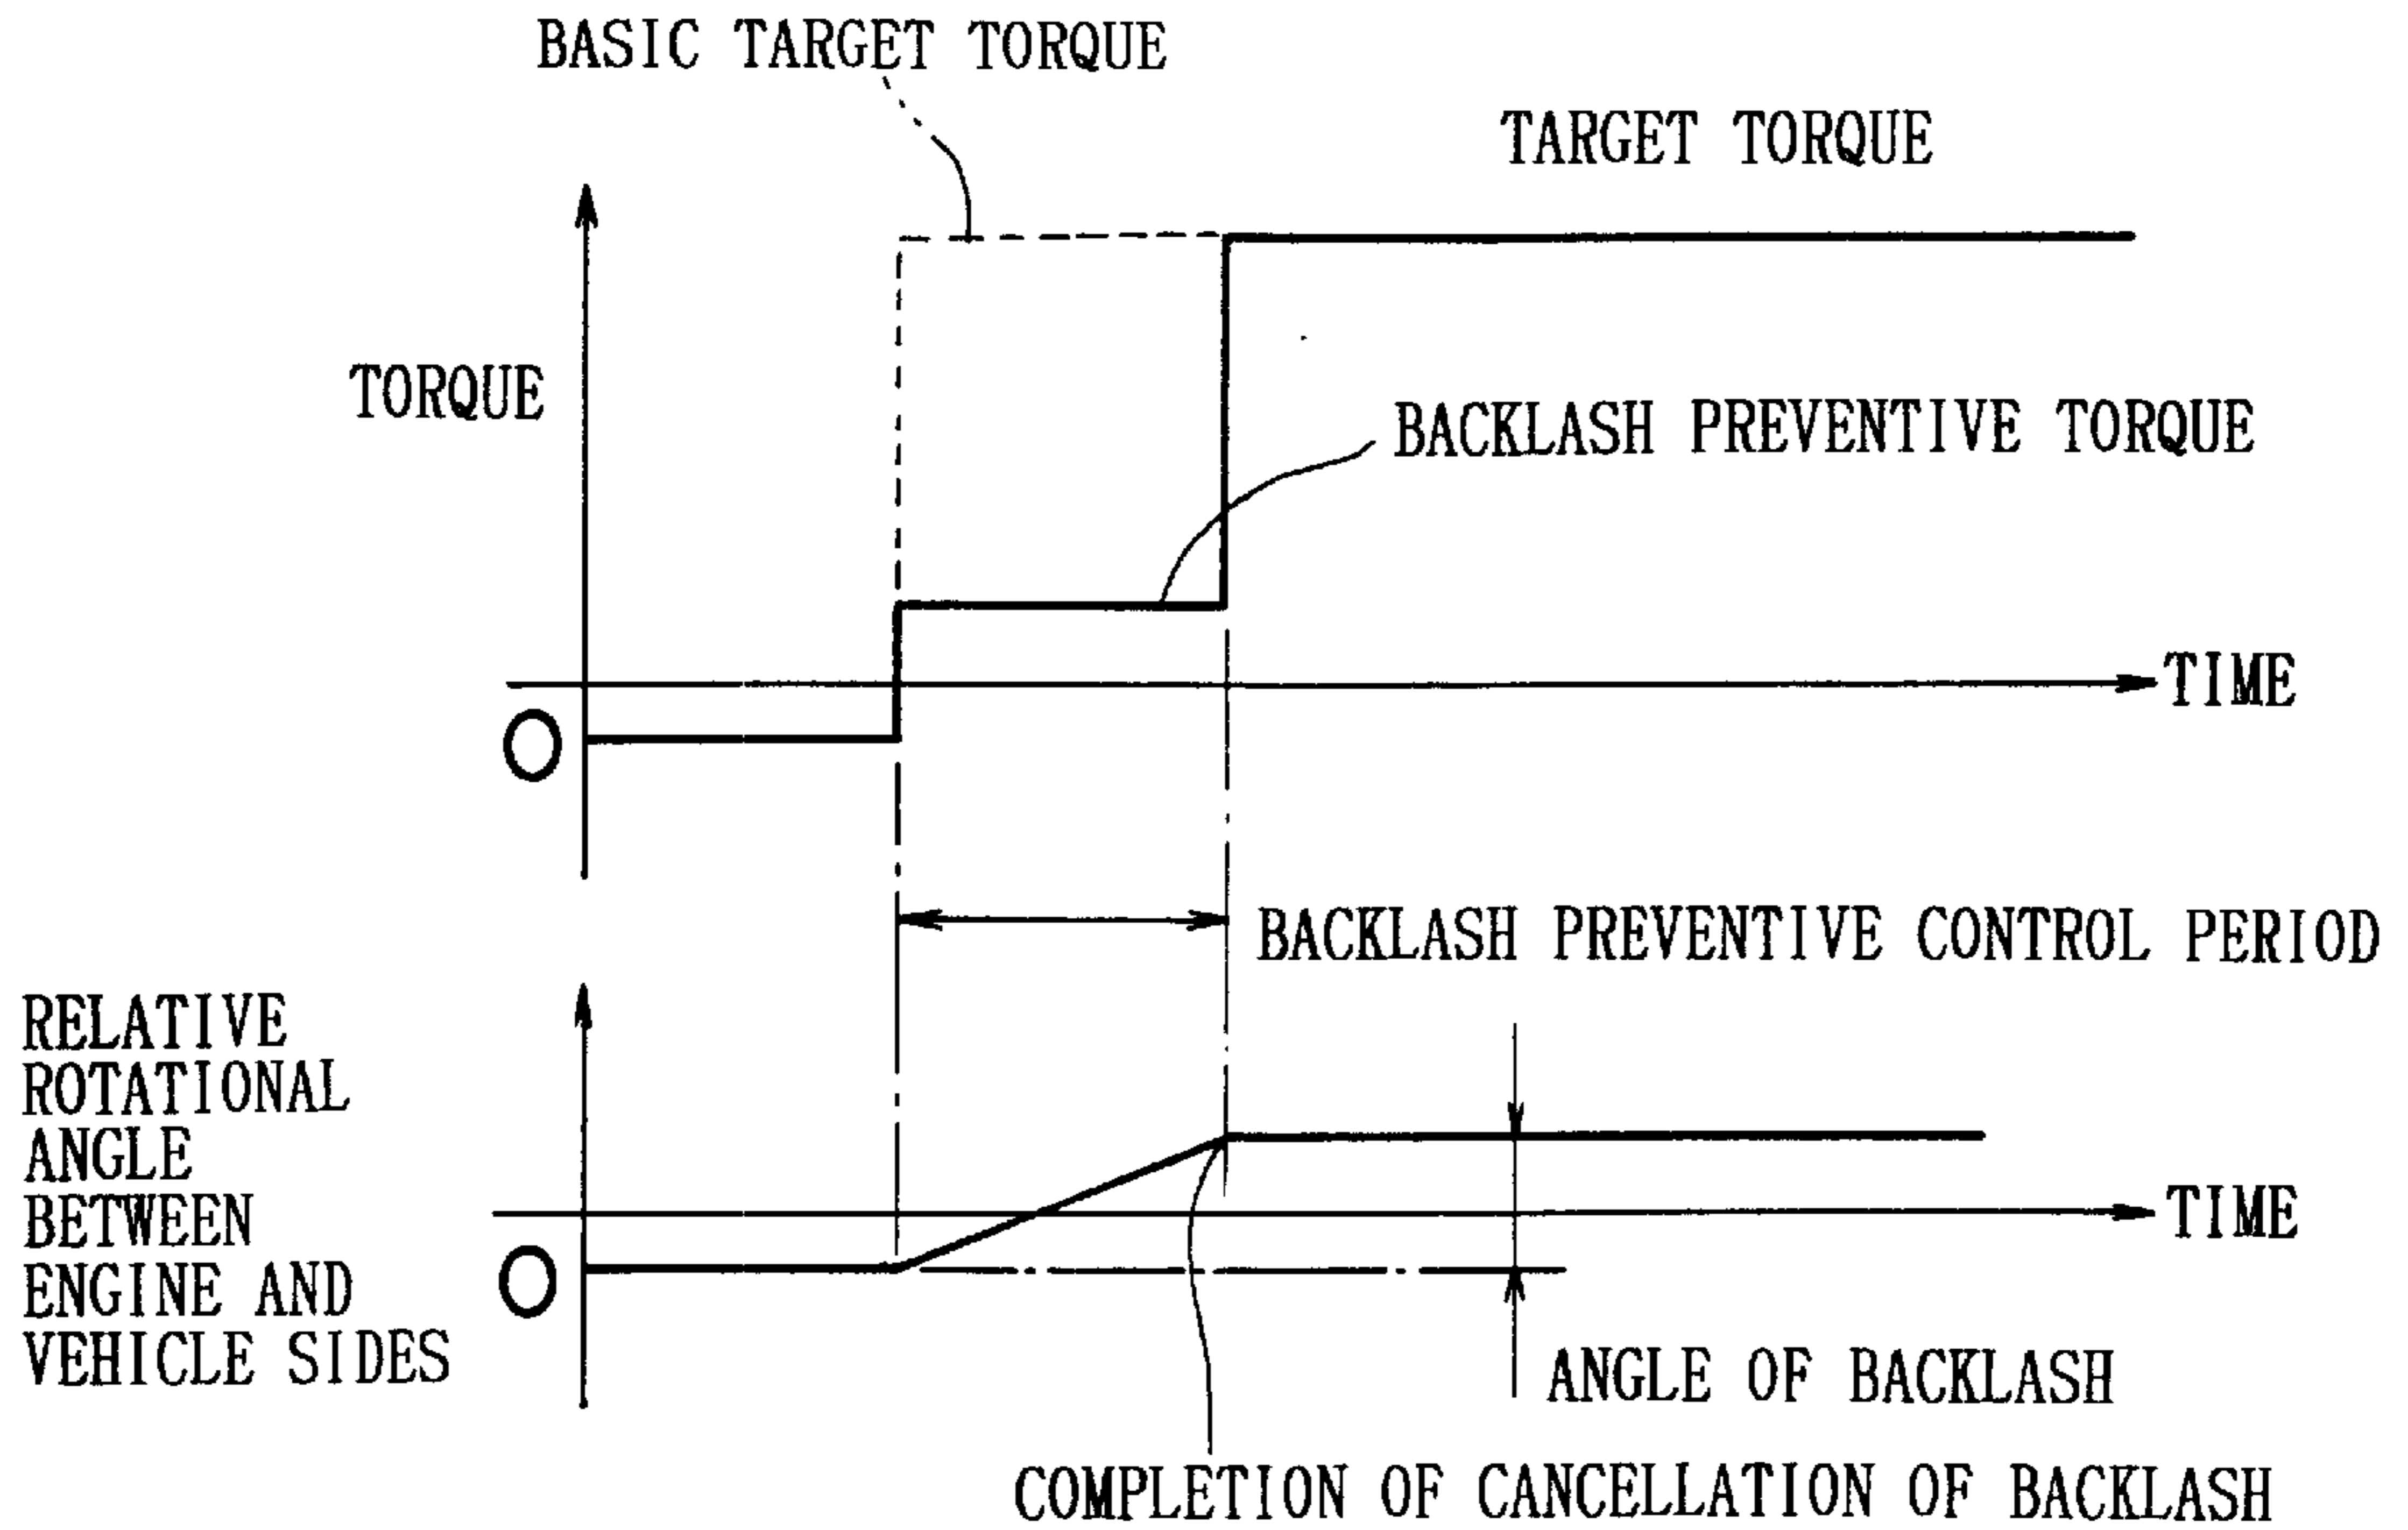 BASIC TARGET TORQUE
TARGET TORQUE
TORQUE
BACKLASH PREVENTIVE TORQUE
TIME
O
BACKLASH PREVENTIVE CONTROL PERIOD
RELATIVE
ROTATIONAL
ANGLE
BETWEEN
ENGINE AND
VEHICLE SIDES
TIME
O
ANGLE OF BACKLASH
COMPLETION OF CANCELLATION OF BACKLASH